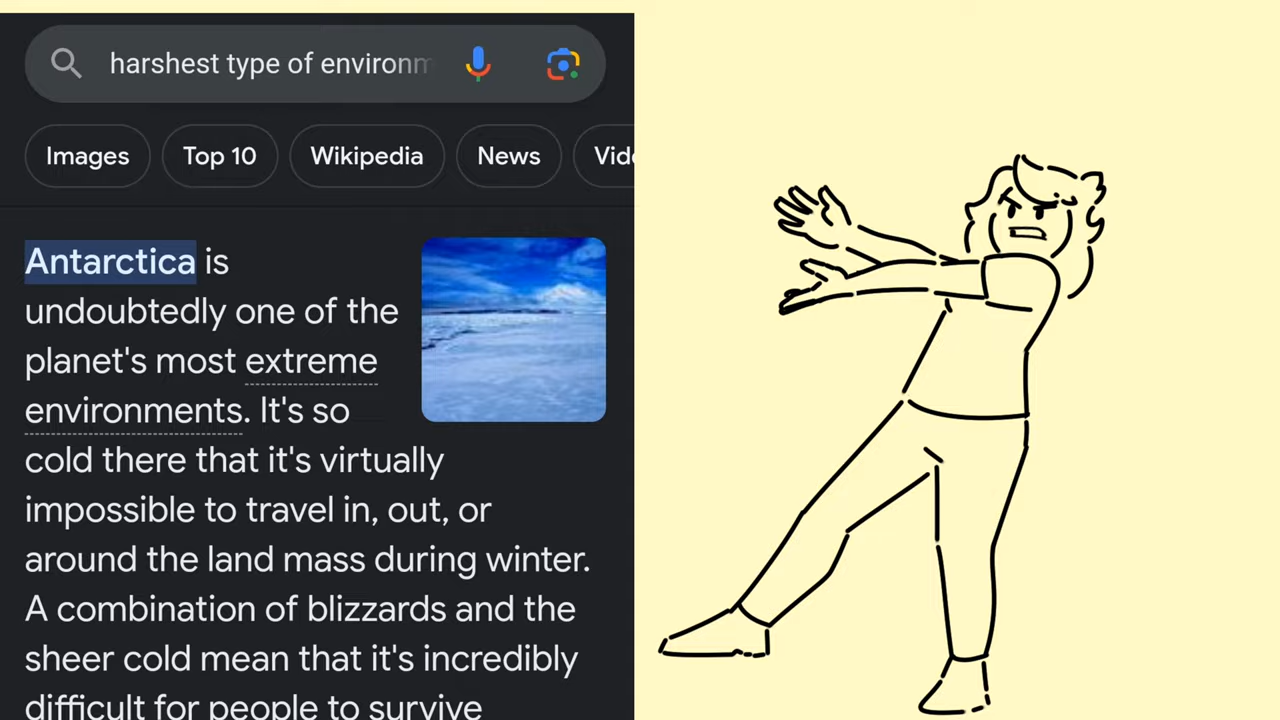 harshest type of environm
Images
Top 10
Wikipedia
News
Vide
Antarctica is
undoubtedly one of the
planet's most extreme
environments. It's so
cold there that it's virtually
impossible to travel in, out, or
around the land mass during winter.
A combination of blizzards and the
sheer cold mean that it's incredibly
difficult for people to survive